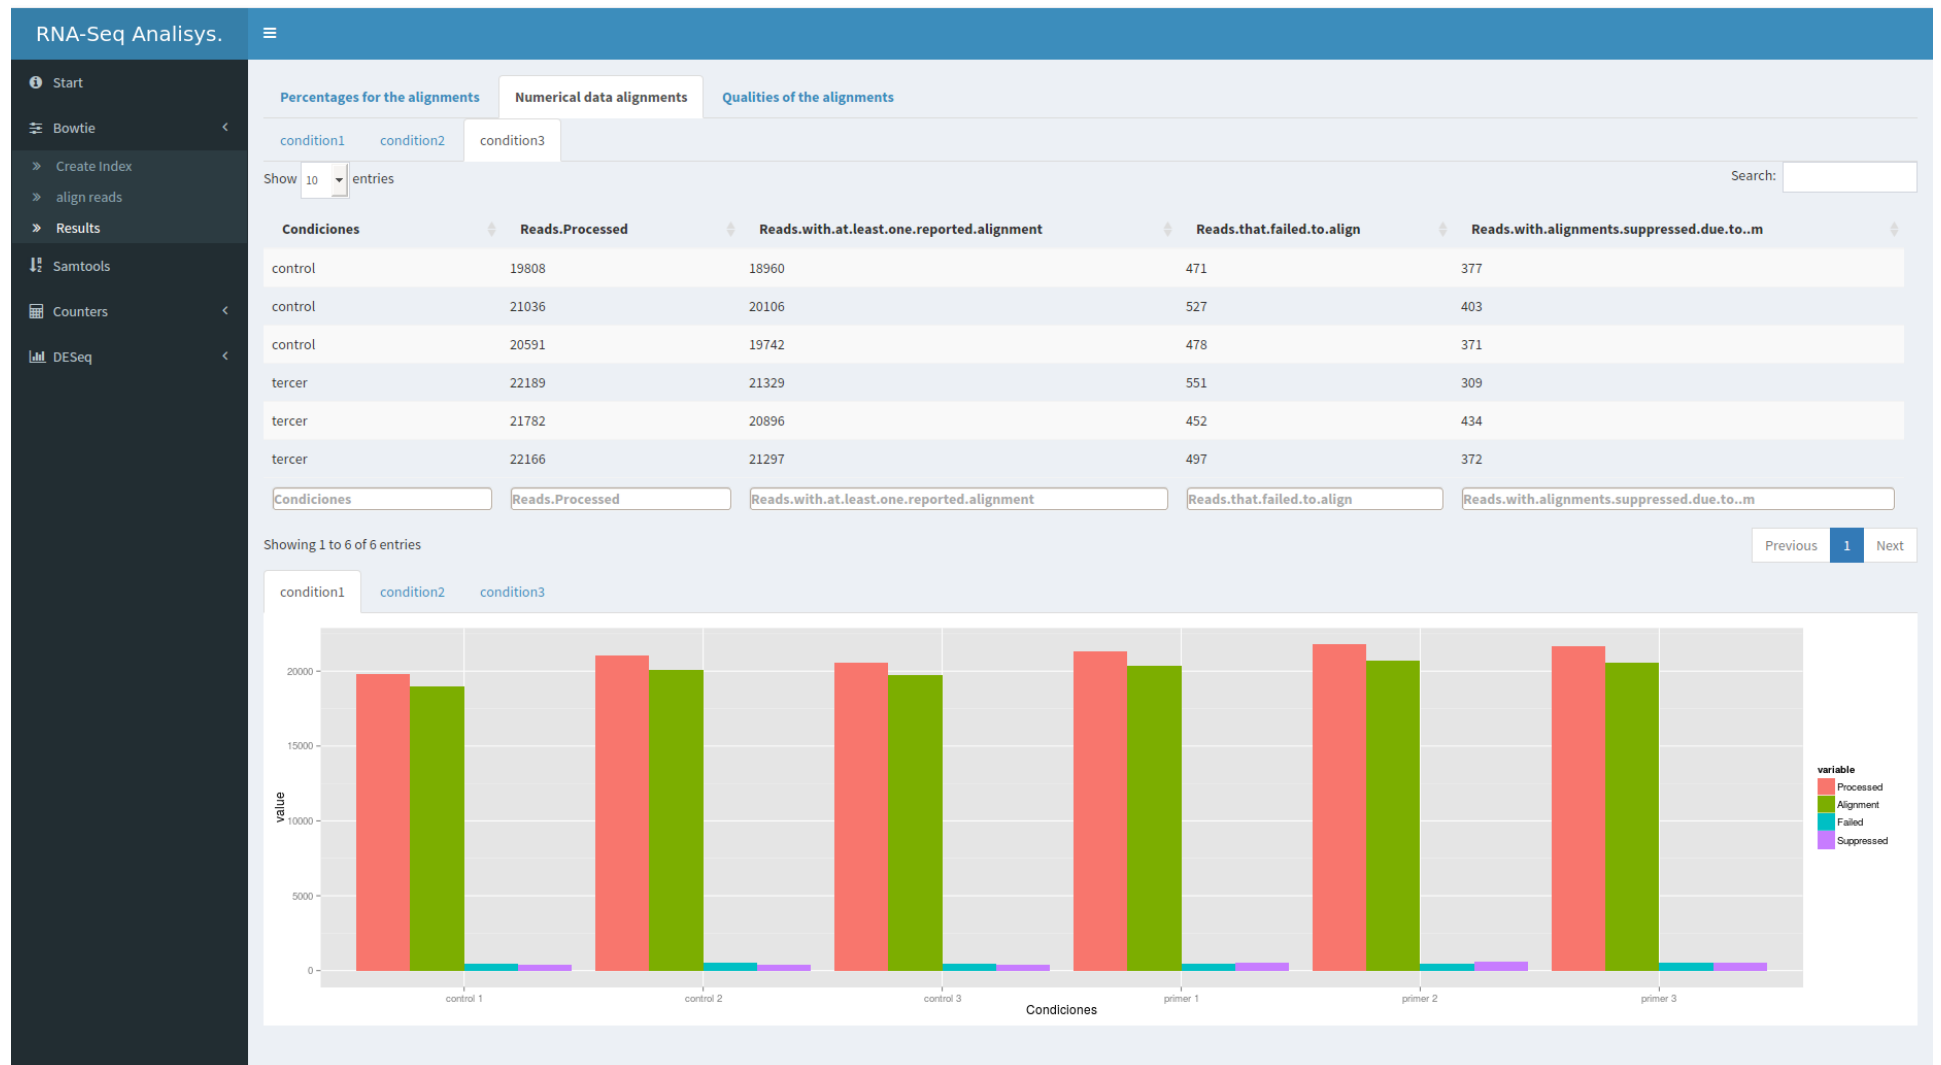 RNA-Seq Analisys.
Start
Bowtie
Create Index
align reads
Results
Samtools
Counters
DESeq
Percentages for the alignments Numerical data alignments Qualities of the alignments
condition1 condition2 condition3
Show 10 entries Search:
Condiciones Reads.Processed Reads.with.at.least.one.reported.alignment Reads.that.failed.to.align Reads.with.alignments.suppressed.due.to..m
control 19808 18960 471 377
control 21036 20106 527 403
control 20591 19742 478 371
tercer 22189 21329 551 309
tercer 21782 20896 452 434
tercer 22166 21297 497 372
Condiciones Reads.Processed Reads.with.at.least.one.reported.alignment Reads.that.failed.to.align Reads.with.alignments.suppressed.due.to..m
Showing 1 to 6 of 6 entries Previous 1 Next
condition1 condition2 condition3
20000
15000
10000
5000
0
value
control 1 control 2 control 3 primer 1 primer 2 primer 3
Condiciones
variable
Processed
Alignment
Failed
Suppressed